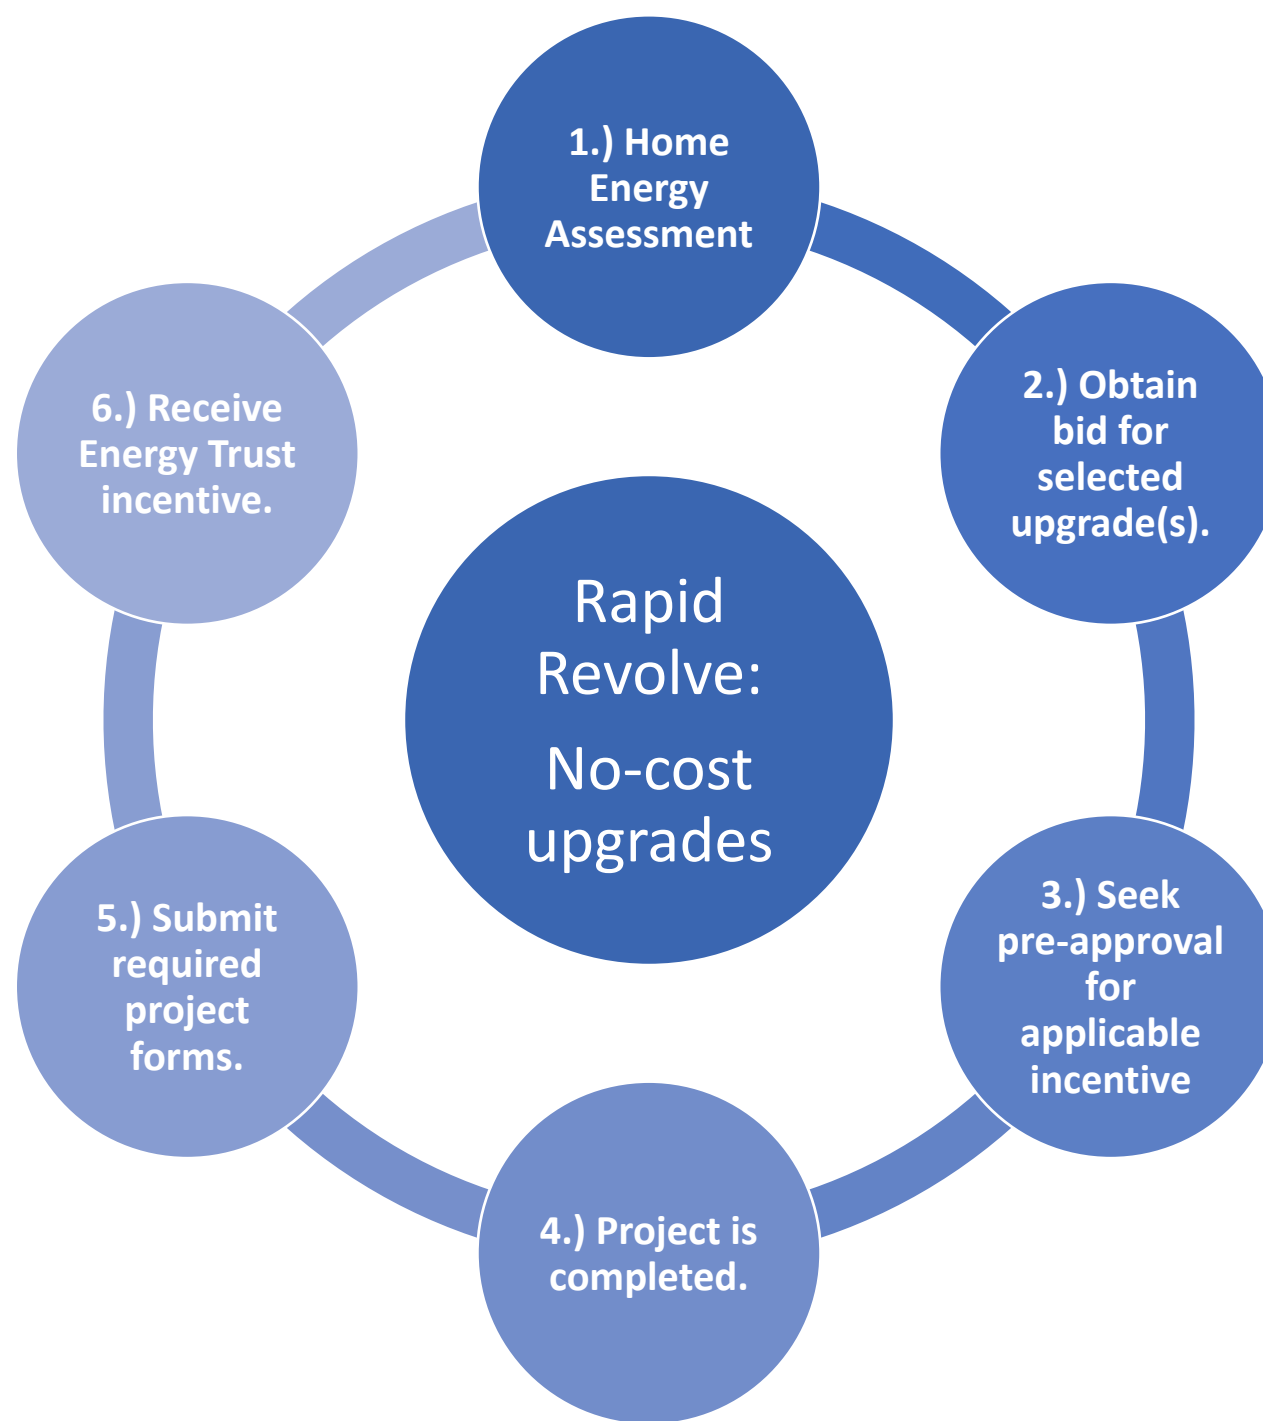 1.) Home
Energy
Assessment
2.) Obtain
bid for
selected
upgrade(s).
3.) Seek
pre-approval
for
applicable
incentive
4.) Project is
completed.
5.) Submit
required
project
forms.
6.) Receive
Energy Trust
incentive.
Rapid
Revolve:
No-cost
upgrades